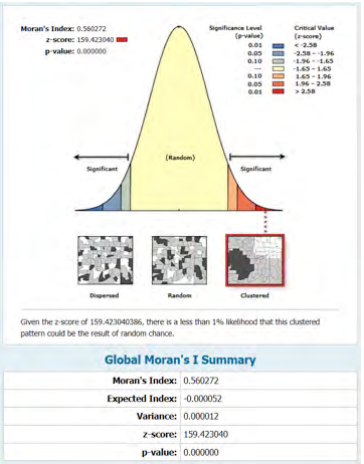 Moran's Index: 0.560272
z-score: 159.423040
p-value: 0.000000
Significance Level
(p-value)
Critical Value
(z-score)
0.01 < -2.58
0.05 -2.58 - -1.96
0.10 -1.96 - -1.65
— -1.65 - 1.65
0.10 1.65 - 1.96
0.05 1.96 - 2.58
0.01 > 2.58
(Random)
Significant
Significant
Dispersed
Random
Clustered
Given the z-score of 159.423040386, there is a less than 1% likelihood that this clustered
pattern could be the result of random chance.
Global Moran's I Summary
Moran's Index: 0.560272
Expected Index: -0.000052
Variance: 0.000012
z-score: 159.423040
p-value: 0.000000